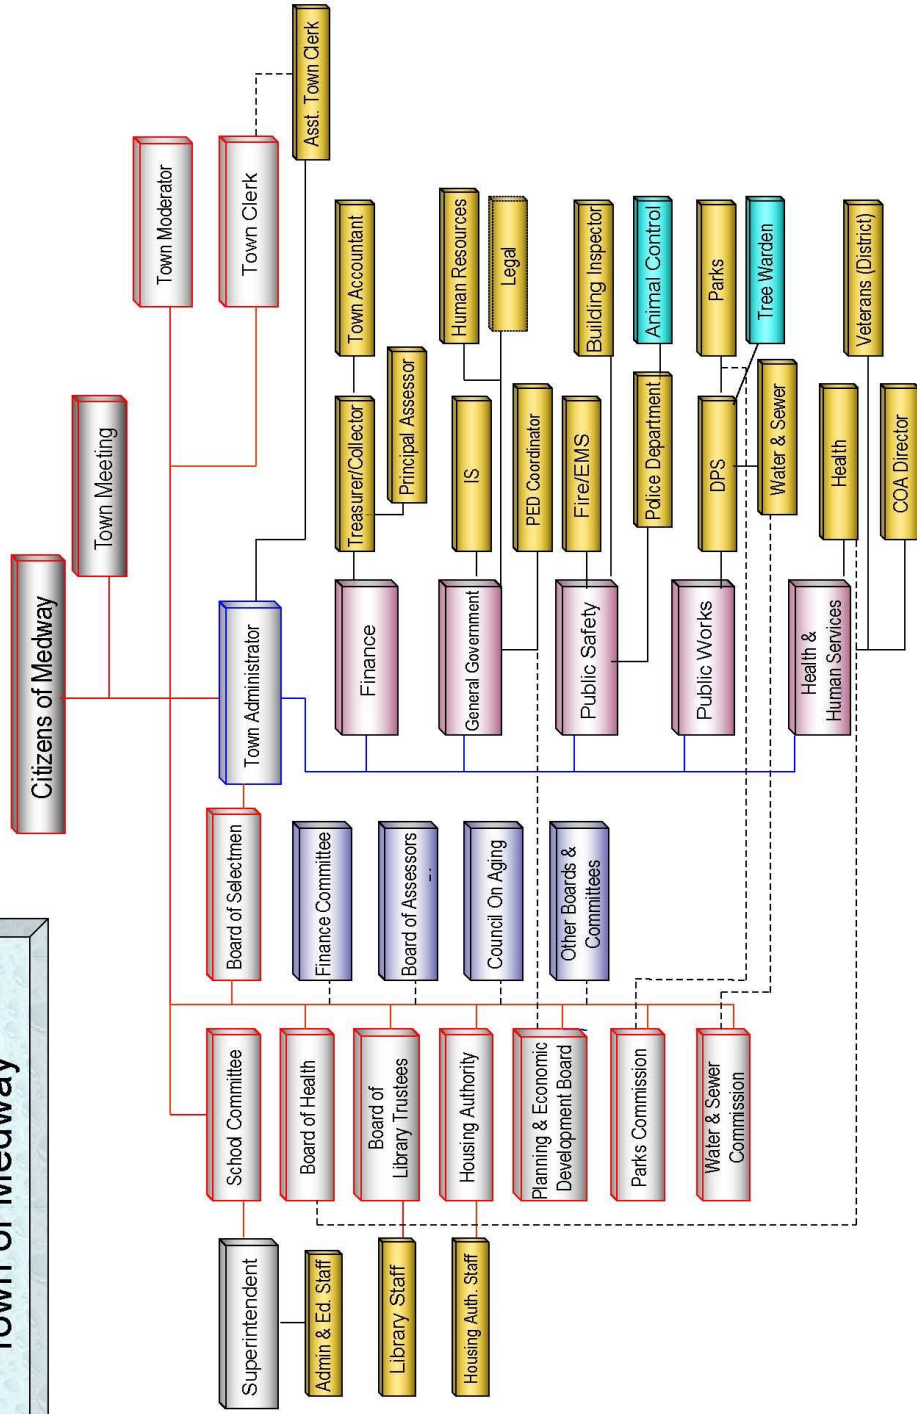 Town of Medway
Citizens of Medway
Town Meeting
Town Moderator
Town Clerk
Asst. Town Clerk
Town Administrator
Board of Selectmen
School Committee
Superintendent
Admin & Ed. Staff
Board of Health
Board of
Library Trustees
Library Staff
Housing Authority
Housing Auth. Staff
Planning & Economic
Development Board
Parks Commission
Water & Sewer
Commission
Finance Committee
Board of Assessors
Council On Aging
Other Boards &
Committees
Finance
Treasurer/Collector
Town Accountant
Principal Assessor
General Government
IS
Human Resources
Legal
PED Coordinator
Public Safety
Fire/EMS
Building Inspector
Police Department
Animal Control
Public Works
DPS
Parks
Tree Warden
Water & Sewer
Health &
Human Services
Health
Veterans (District)
COA Director